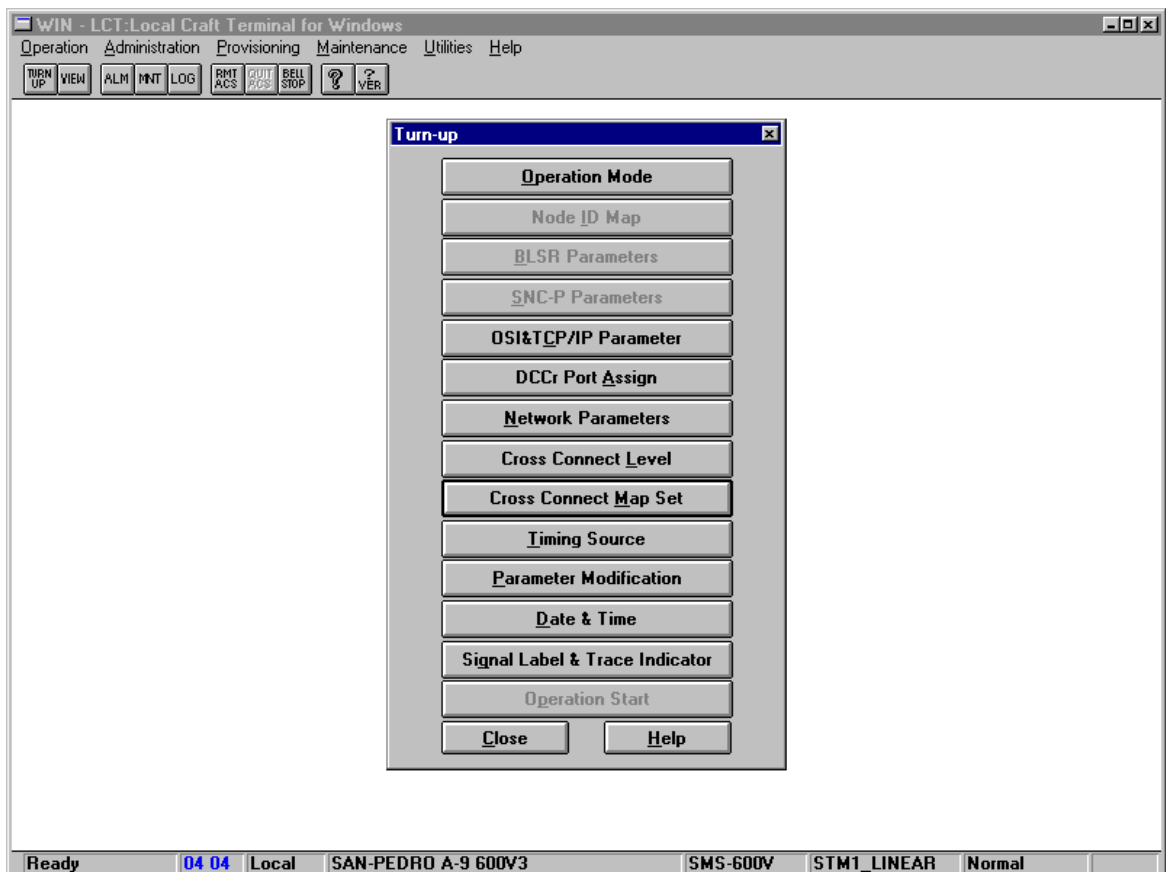 WIN - LCT:Local Craft Terminal for Windows
Operation Administration Provisioning Maintenance Utilities Help
TURN UP VIEW ALM MNT LOG RMT ACS QUIT ACS BELL STOP ? ? VER
Turn-up
Operation Mode
Node ID Map
BLSR Parameters
SNC-P Parameters
OSI&TCP/IP Parameter
DCCr Port Assign
Network Parameters
Cross Connect Level
Cross Connect Map Set
Timing Source
Parameter Modification
Date & Time
Signal Label & Trace Indicator
Operation Start
Close Help
Ready 04 04 Local SAN-PEDRO A-9 600V3 SMS-600V STM1_LINEAR Normal